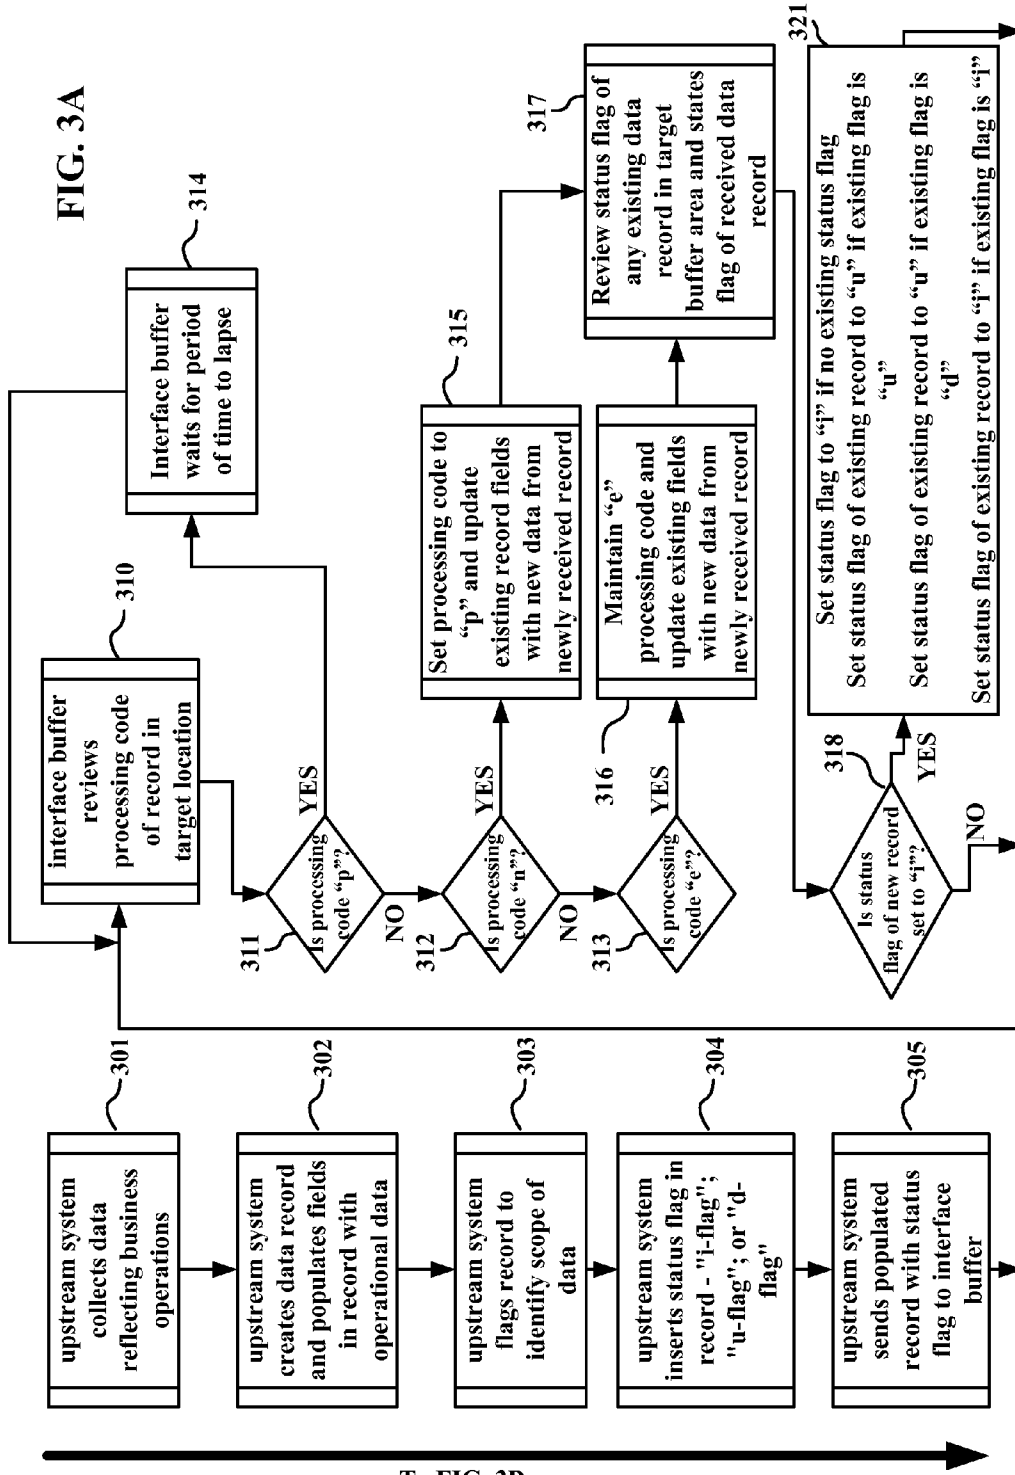 FIG. 3A
upstream system
collects data
reflecting business
operations
301
upstream system
creates data record
and populates fields
in record with
operational data
302
upstream system
flags record to
identify scope of
data
303
upstream system
inserts status flag in
record - "i-flag";
"u-flag"; or "d-
flag"
304
upstream system
sends populated
record with status
flag to interface
buffer
305
interface buffer
reviews
processing code
of record in
target location
310
Is processing
code “p”?
311
YES
NO
Interface buffer
waits for period
of time to lapse
314
Is processing
code “n”?
312
YES
NO
Set processing code to
“p” and update
existing record fields
with new data from
newly received record
315
Is processing
code “e”?
313
YES
Maintain “e”
processing code and
update existing fields
with new data from
newly received record
316
Review status flag of
any existing data
record in target
buffer area and states
flag of received data
record
317
Is status
flag of new record
set to “i”?
318
YES
NO
Set status flag to “i” if no existing status flag
Set status flag of existing record to “u” if existing flag is
“u”
Set status flag of existing record to “u” if existing flag is
“d”
Set status flag of existing record to “i” if existing flag is “i”
321